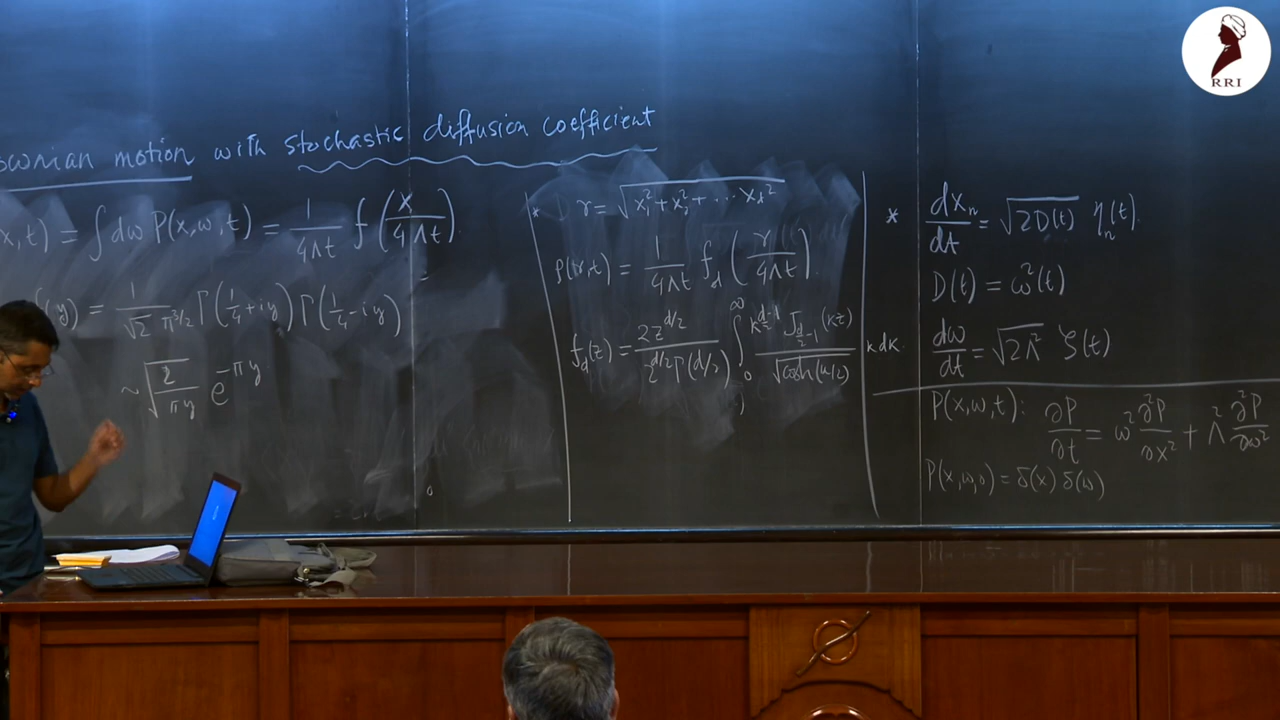 motion with stochastic diffusion coefficient
x,t) = ∫dω P(x,ω,t) = 1/(4Λt) f(x/(4Λt))
(y) = 1/(√2 π^{3/2}) Γ(1/4+iy) Γ(1/4-iy)
~ √(2/(πy)) e^{-πy}
* r = √(x₁²+x₂²+...x_d²)
p(r,t) = 1/(4Λt) f_d(r/(4Λt))
f_d(z) = 2z^{d/2}/(2^{d/2}Γ(d/2)) ∫₀^∞ k^{d/2-1} J_{d/2-1}(kz)/√cosh(k/2) k dk
* dx_n/dt = √2D(t) η_n(t)
D(t) = ω²(t)
dω/dt = √2Λ² ζ(t)
P(x,ω,t): ∂P/∂t = ω² ∂²P/∂x² + Λ² ∂²P/∂ω²
P(x,ω,0) = δ(x) δ(ω)
RRI